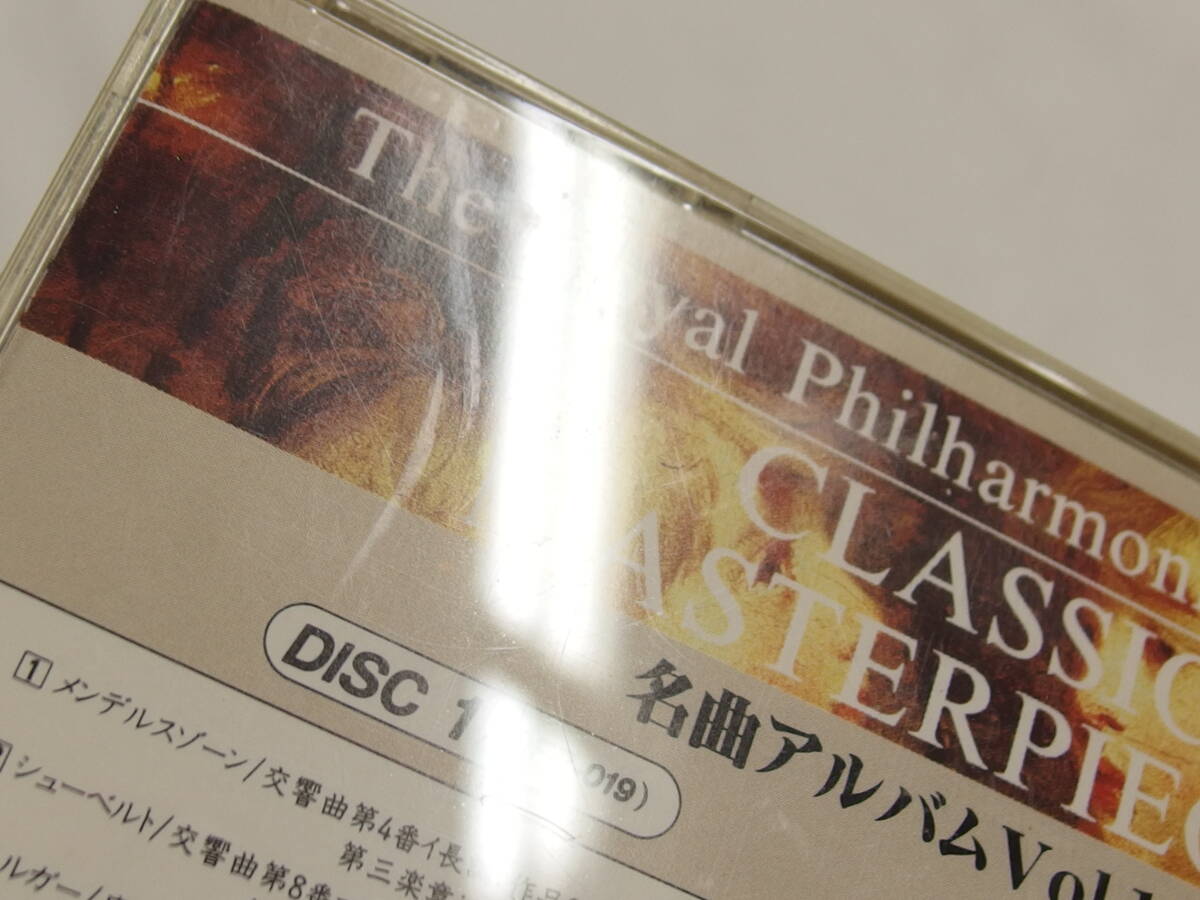 The yal Philharmon
CLASSIC
ASTERPIEC
名曲アルバムVol.1
DISC 1 019)
1 メンデルスゾーン/交響曲第4番イ長
第三楽章
シューベルト/交響曲第8番
ルガー/